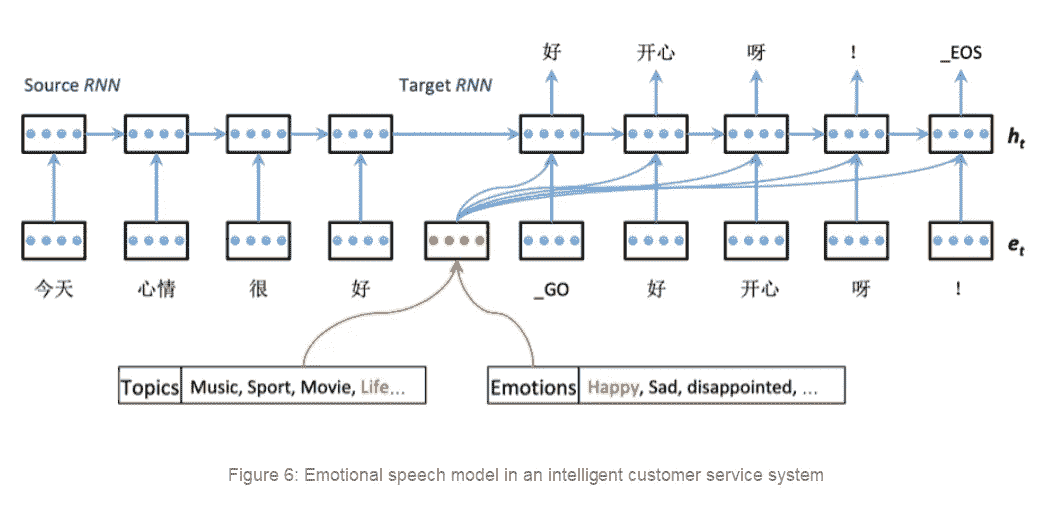 好 开心 呀 ! _EOS
Source RNN Target RNN
hₜ
eₜ
今天 心情 很 好 _GO 好 开心 呀 !
Topics Music, Sport, Movie, Life... Emotions Happy, Sad, disappointed, ...
Figure 6: Emotional speech model in an intelligent customer service system